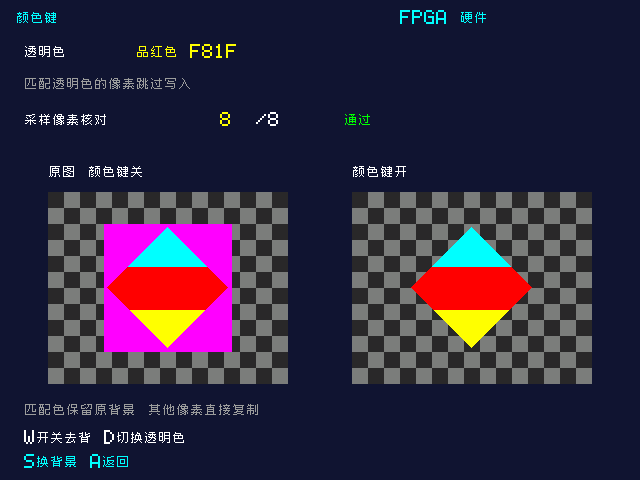 颜色键 FPGA 硬件
透明色 品红色 F81F
匹配透明色的像素跳过写入
采样像素核对 8 /8 通过
原图 颜色键关 颜色键开
匹配色保留原背景 其他像素直接复制
W开关去背 D切换透明色
S换背景 A返回